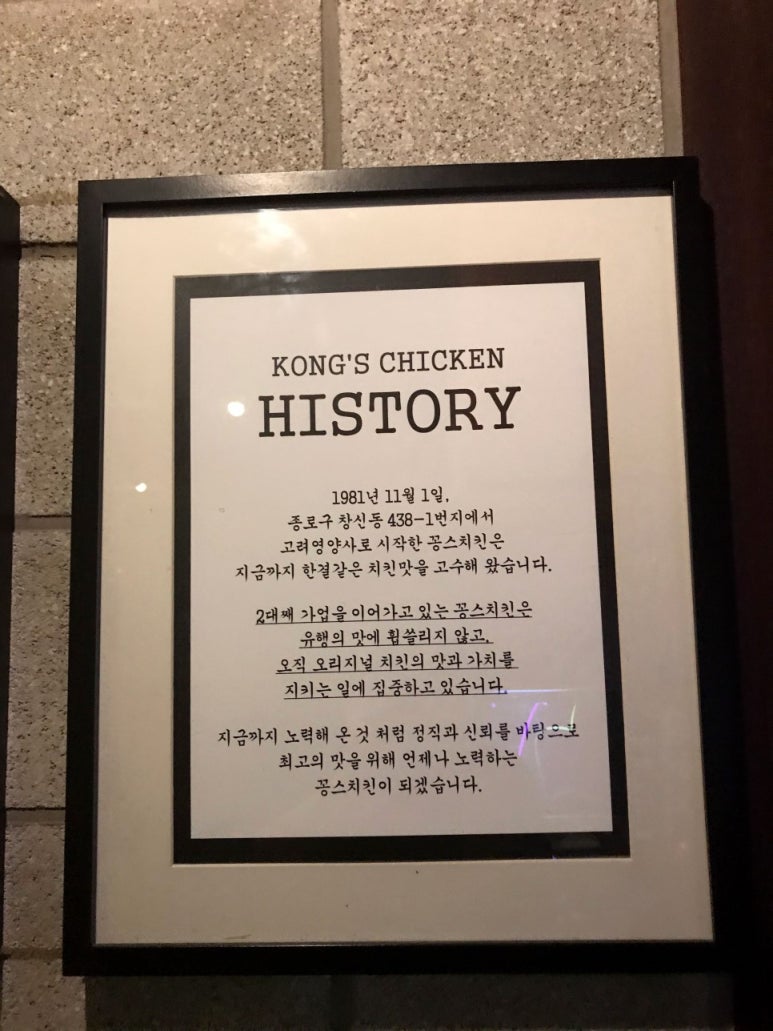 KONG'S CHICKEN
HISTORY
1981년 11월 1일,
종로구 창신동 438-1번지에서
고려영양사로 시작한 꽁스치킨은
지금까지 한결같은 치킨맛을 고수해 왔습니다.
2대째 가업을 이어가고 있는 꽁스치킨은
유행의 맛에 휩쓸리지 않고,
오직 오리지널 치킨의 맛과 가치를
지키는 일에 집중하고 있습니다.
지금까지 노력해 온 것 처럼 정직과 신뢰를 바탕으로
최고의 맛을 위해 언제나 노력하는
꽁스치킨이 되겠습니다.